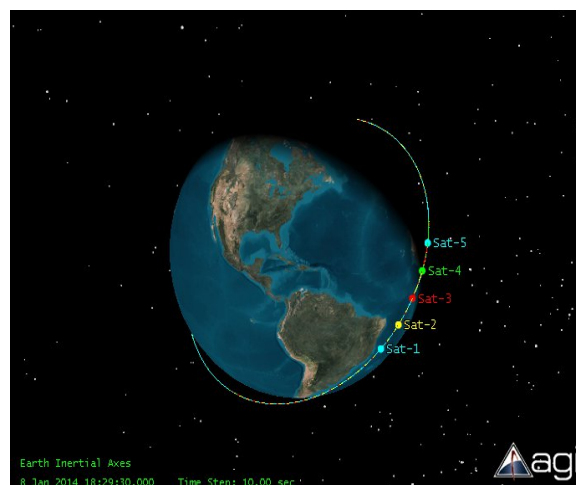 Sat-5
Sat-4
Sat-3
Sat-2
Sat-1
Earth Inertial Axes
8 Jan 2014 18:29:30.000 Time Step: 10.00 sec
agi